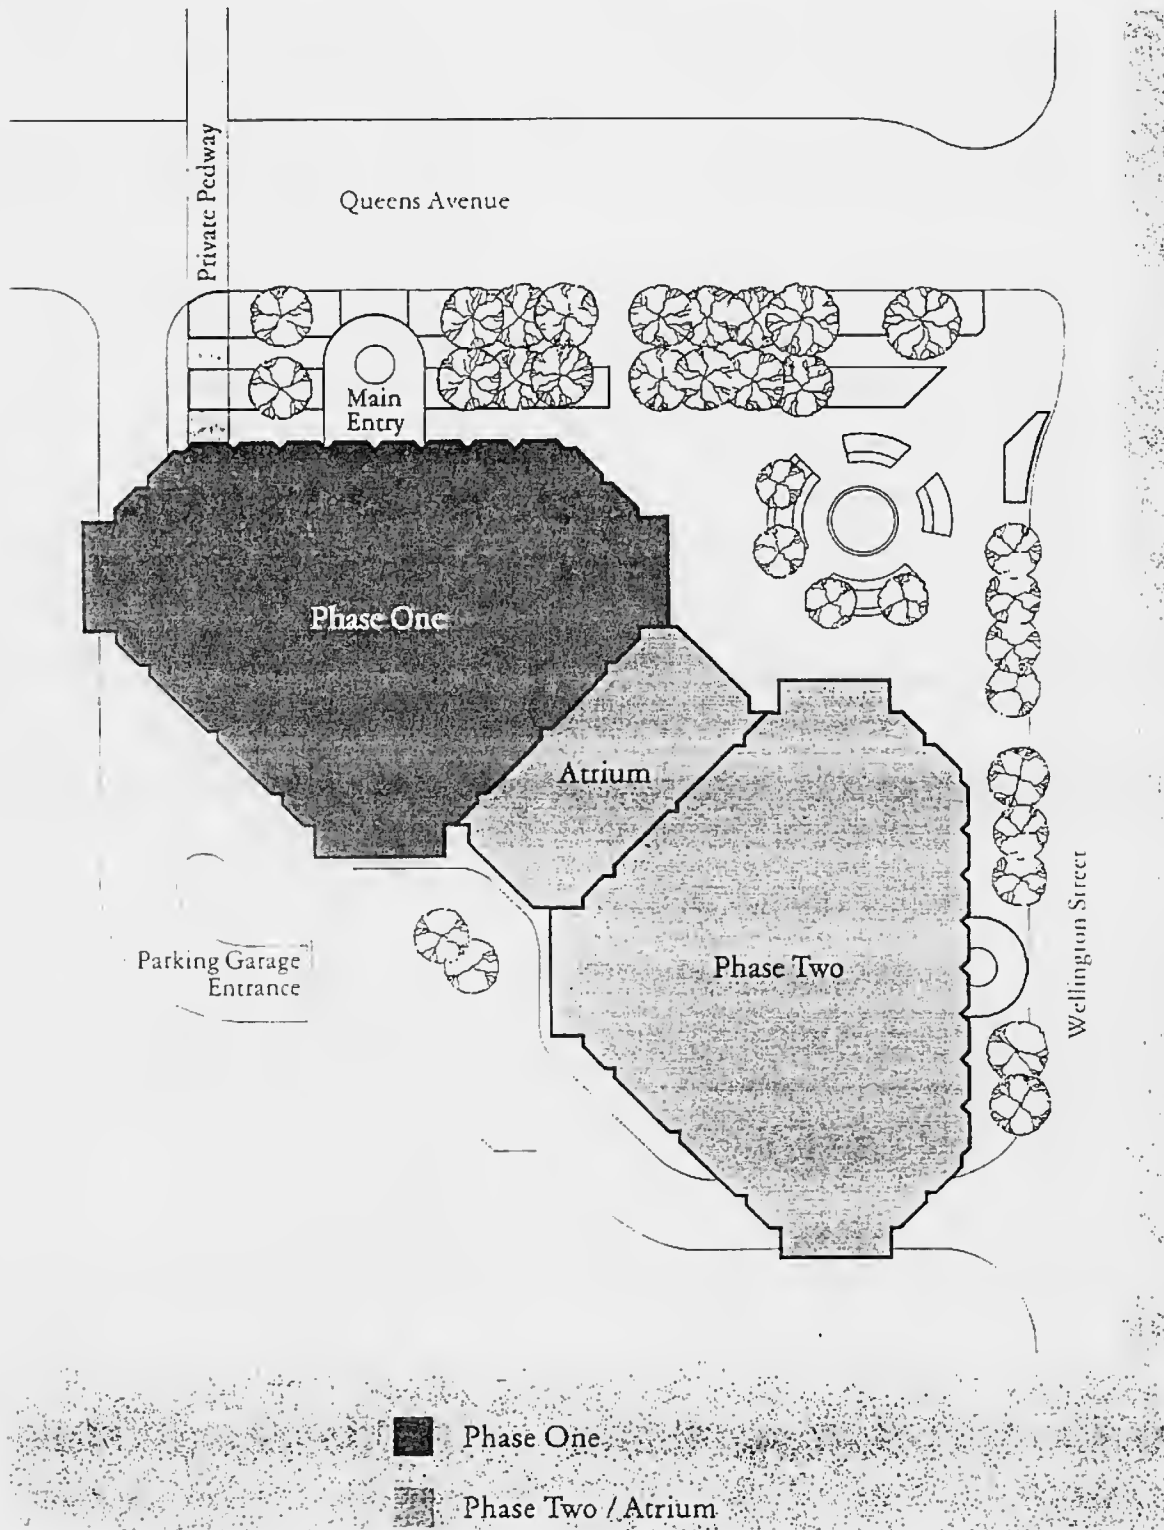 Private Pedway
Queens Avenue
Main
Entry
Phase One
Atrium
Phase Two
Parking Garage
Entrance
Wellington Street
Phase One
Phase Two / Atrium